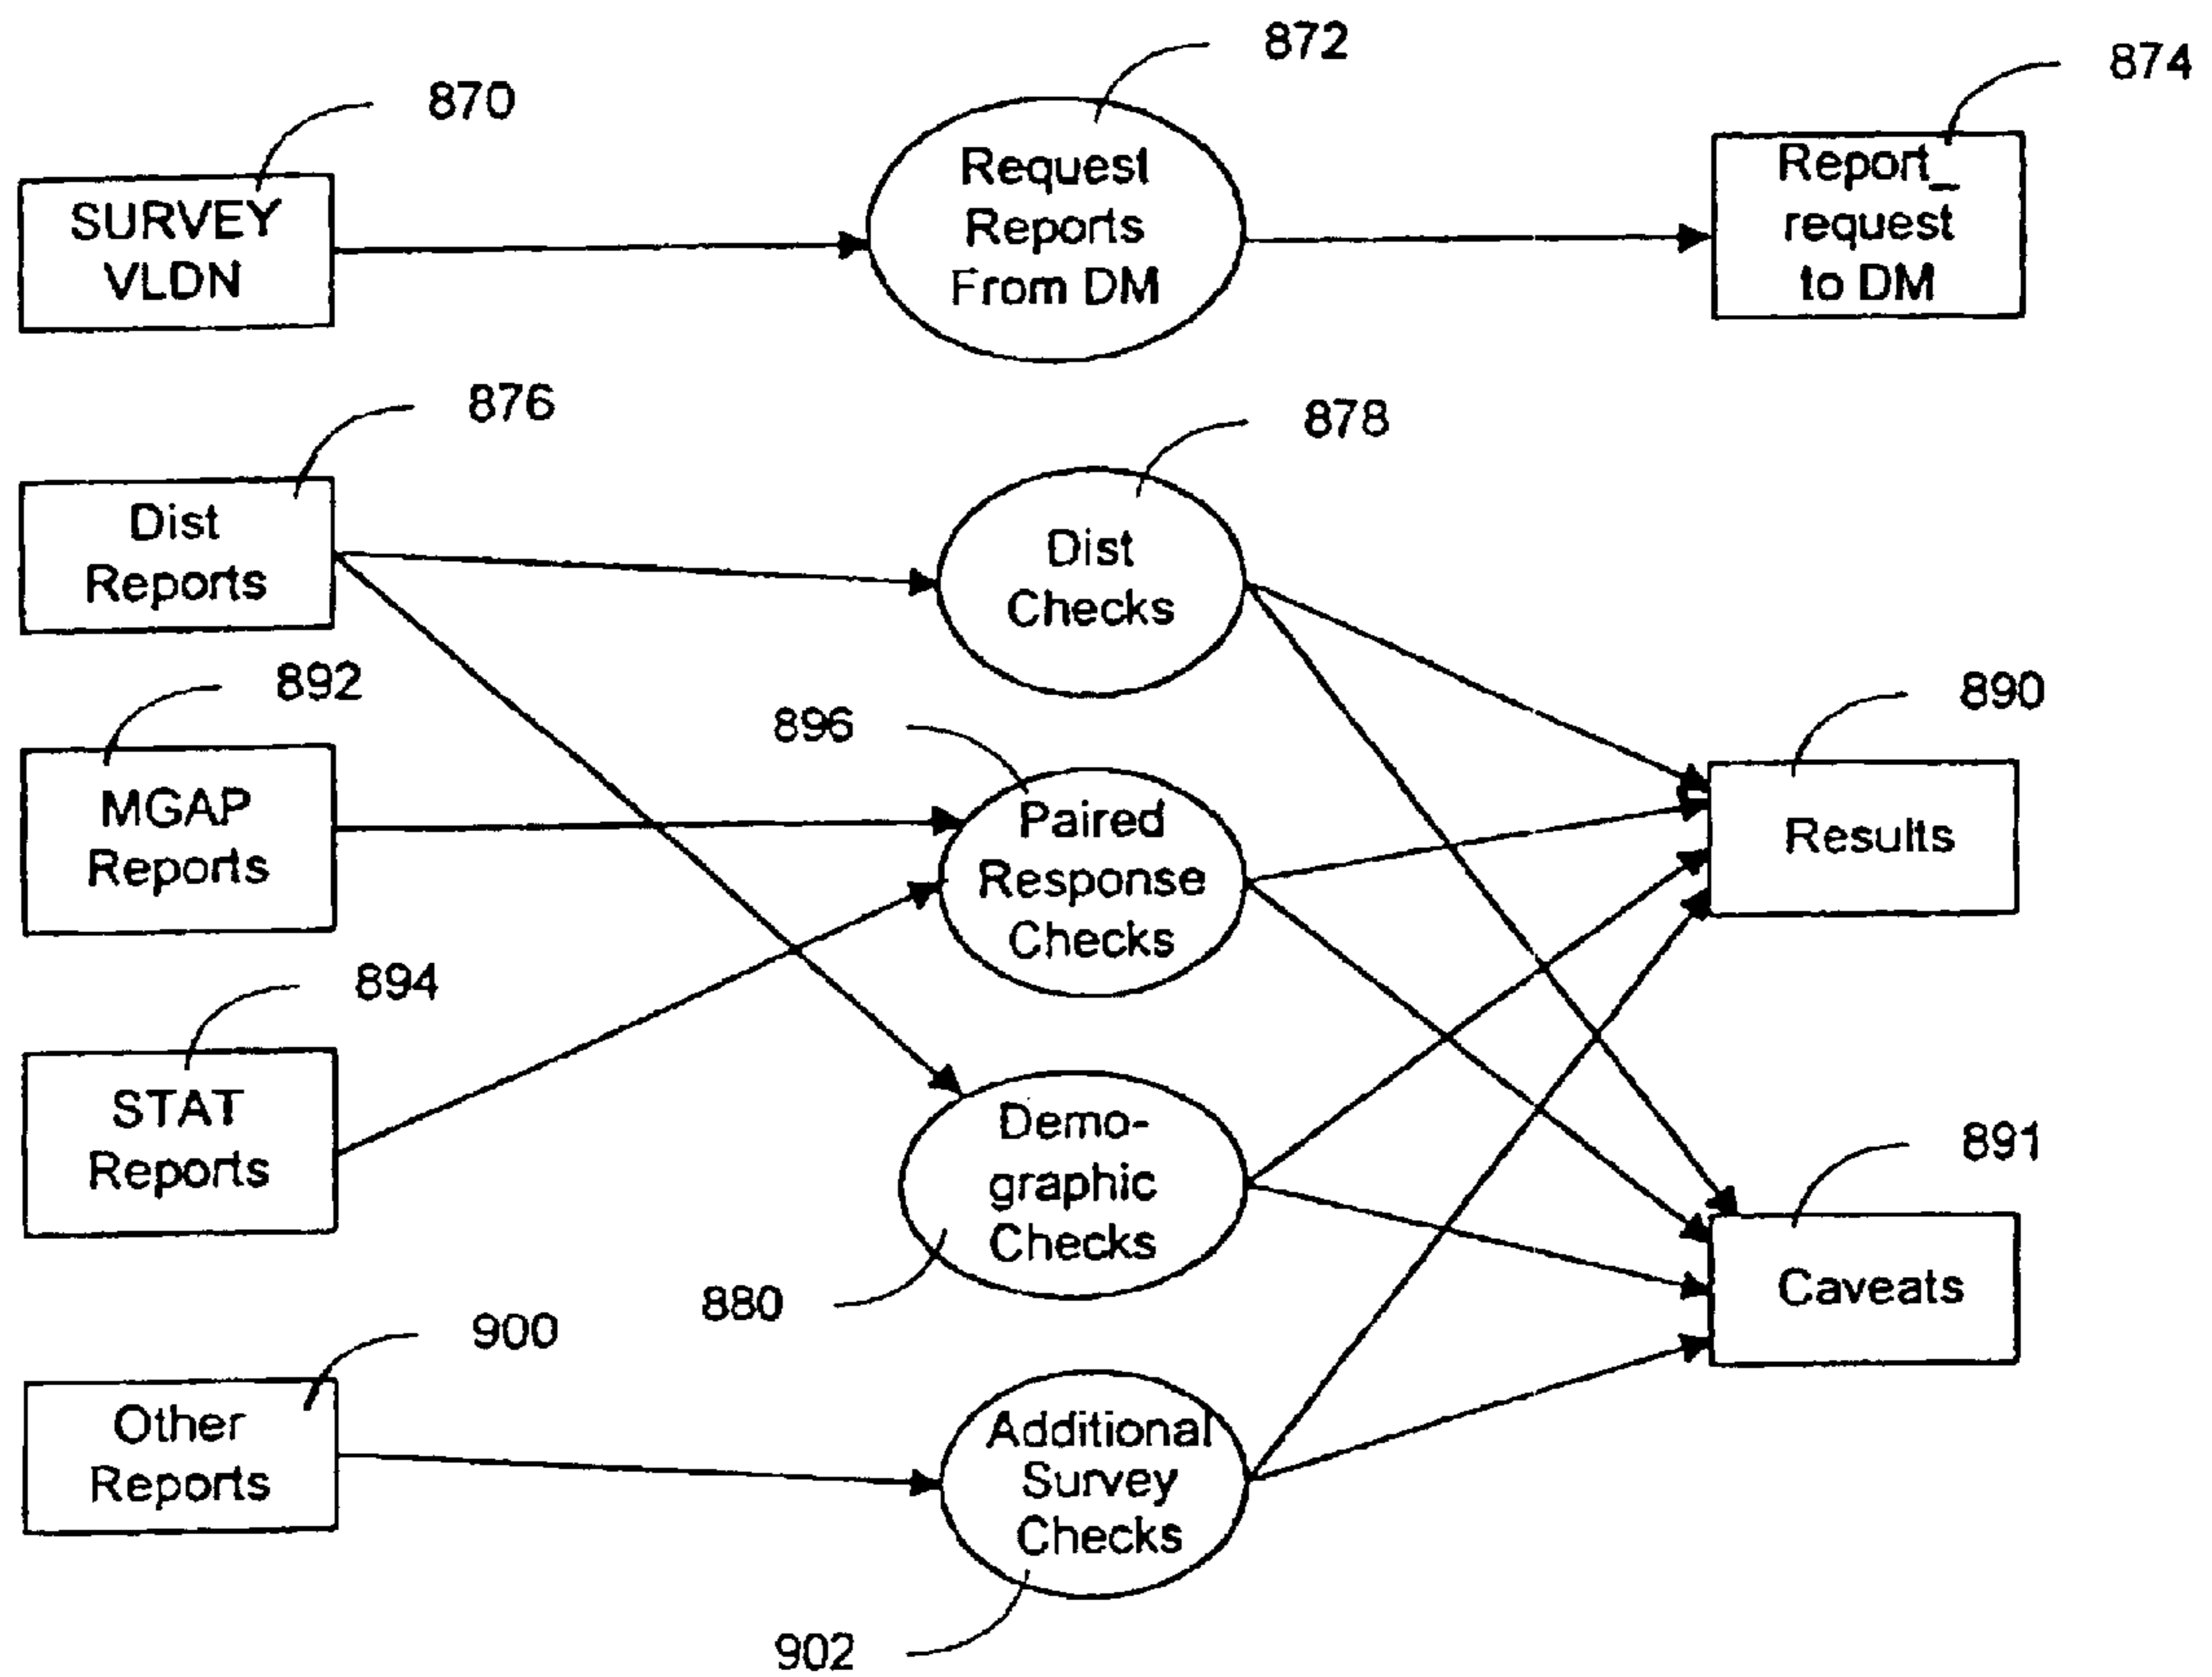 872
874
870
Request
Reports
From DM
Report_
request
to DM
SURVEY
VLDN
876
878
Dist
Reports
Dist
Checks
892
896
890
MGAP
Reports
Paired
Response
Checks
Results
894
STAT
Reports
Demo-
graphic
Checks
880
891
Caveats
900
Other
Reports
Additional
Survey
Checks
902